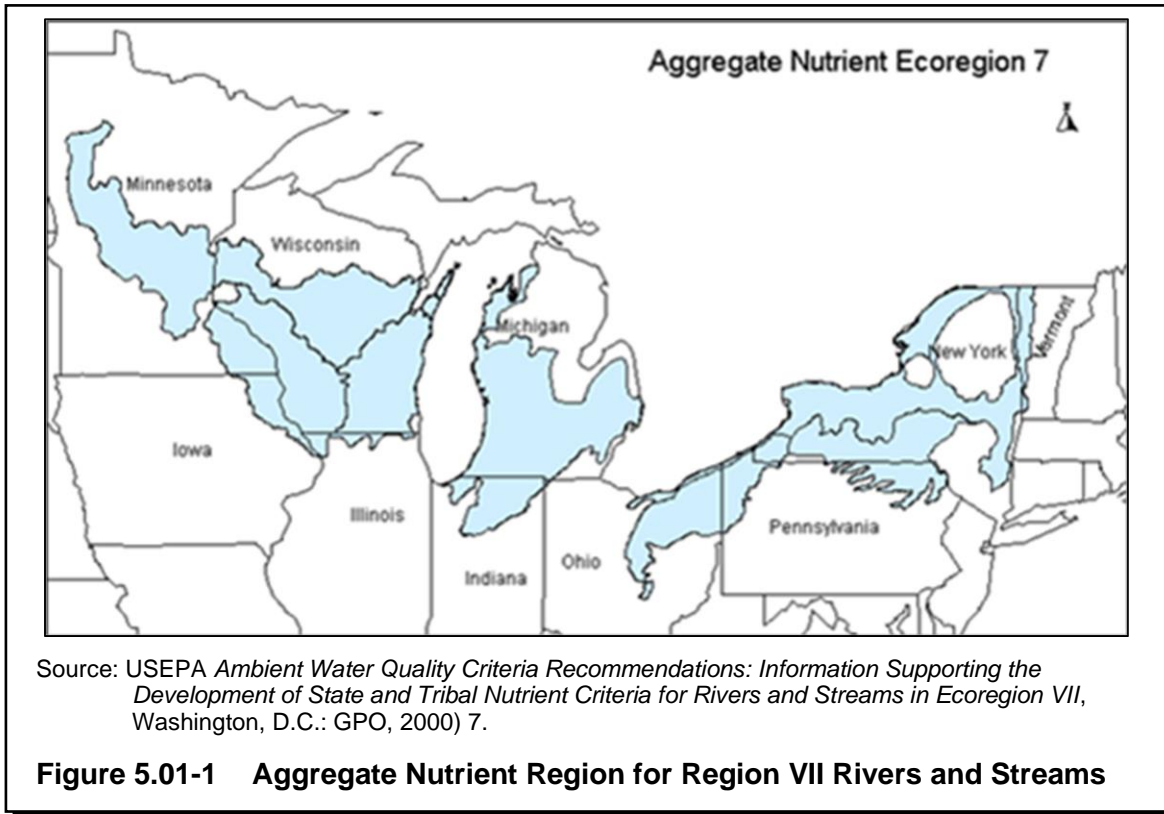 Aggregate Nutrient Ecoregion 7
Minnesota
Wisconsin
Michigan
New York
Vermont
Iowa
Illinois
Indiana
Ohio
Pennsylvania
Source: USEPA Ambient Water Quality Criteria Recommendations: Information Supporting the
Development of State and Tribal Nutrient Criteria for Rivers and Streams in Ecoregion VII,
Washington, D.C.: GPO, 2000) 7.
Figure 5.01-1 Aggregate Nutrient Region for Region VII Rivers and Streams